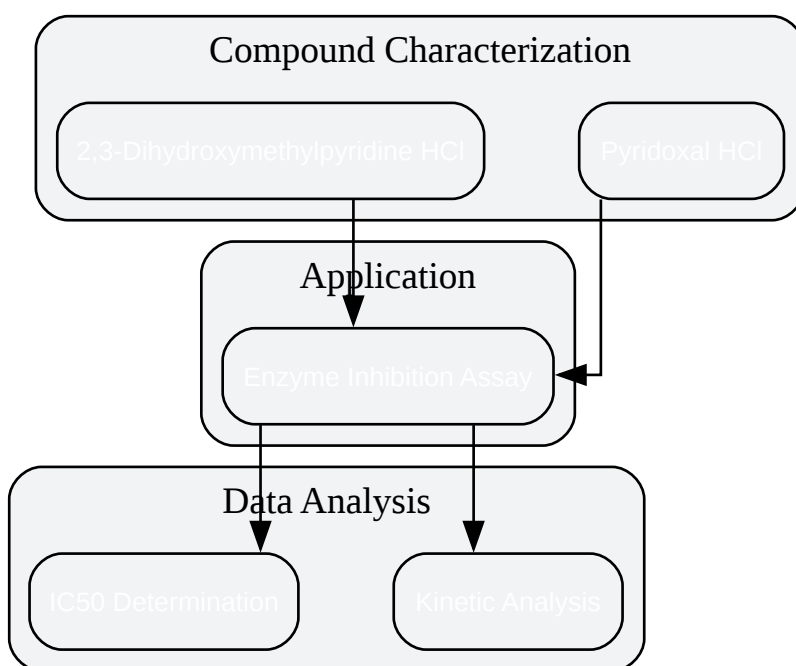 Compound Characterization
2,3-Dihydroxymethylpyridine HCl
Pyridoxal HCl
Application
Enzyme Inhibition Assay
Data Analysis
IC50 Determination
Kinetic Analysis